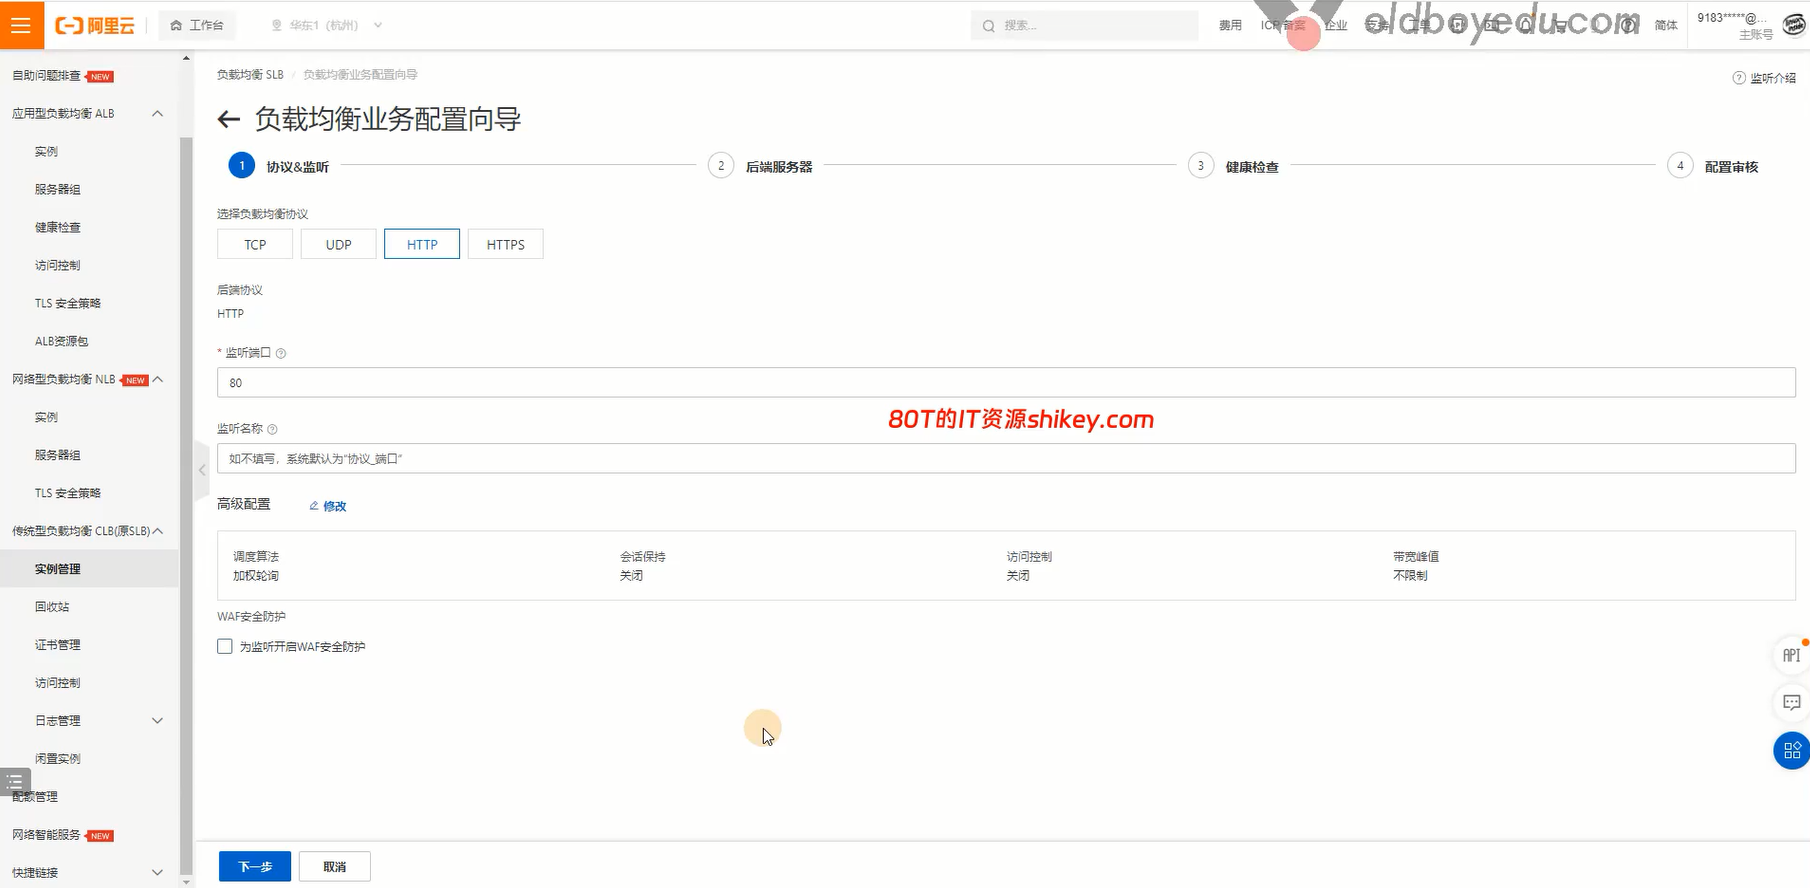 阿里云
工作台
华东1（杭州）
搜索...
费用
ICP 备案
企业
支持
工单
简体
9183*****@...
主账号
oldboyedu.com
自助问题排查 NEW
应用型负载均衡 ALB
实例
服务器组
健康检查
访问控制
TLS 安全策略
ALB资源包
网络型负载均衡 NLB NEW
实例
服务器组
TLS 安全策略
传统型负载均衡 CLB(原SLB)
实例管理
回收站
证书管理
访问控制
日志管理
闲置实例
配额管理
网络智能服务 NEW
快捷链接
负载均衡 SLB / 负载均衡业务配置向导
监听介绍
负载均衡业务配置向导
1 协议&监听
2 后端服务器
3 健康检查
4 配置审核
选择负载均衡协议
TCP
UDP
HTTP
HTTPS
后端协议
HTTP
* 监听端口
80
80T的IT资源shikey.com
监听名称
如不填写，系统默认为“协议_端口”
高级配置 修改
调度算法
加权轮询
会话保持
关闭
访问控制
关闭
带宽峰值
不限制
WAF安全防护
为监听开启WAF安全防护
API
下一步
取消